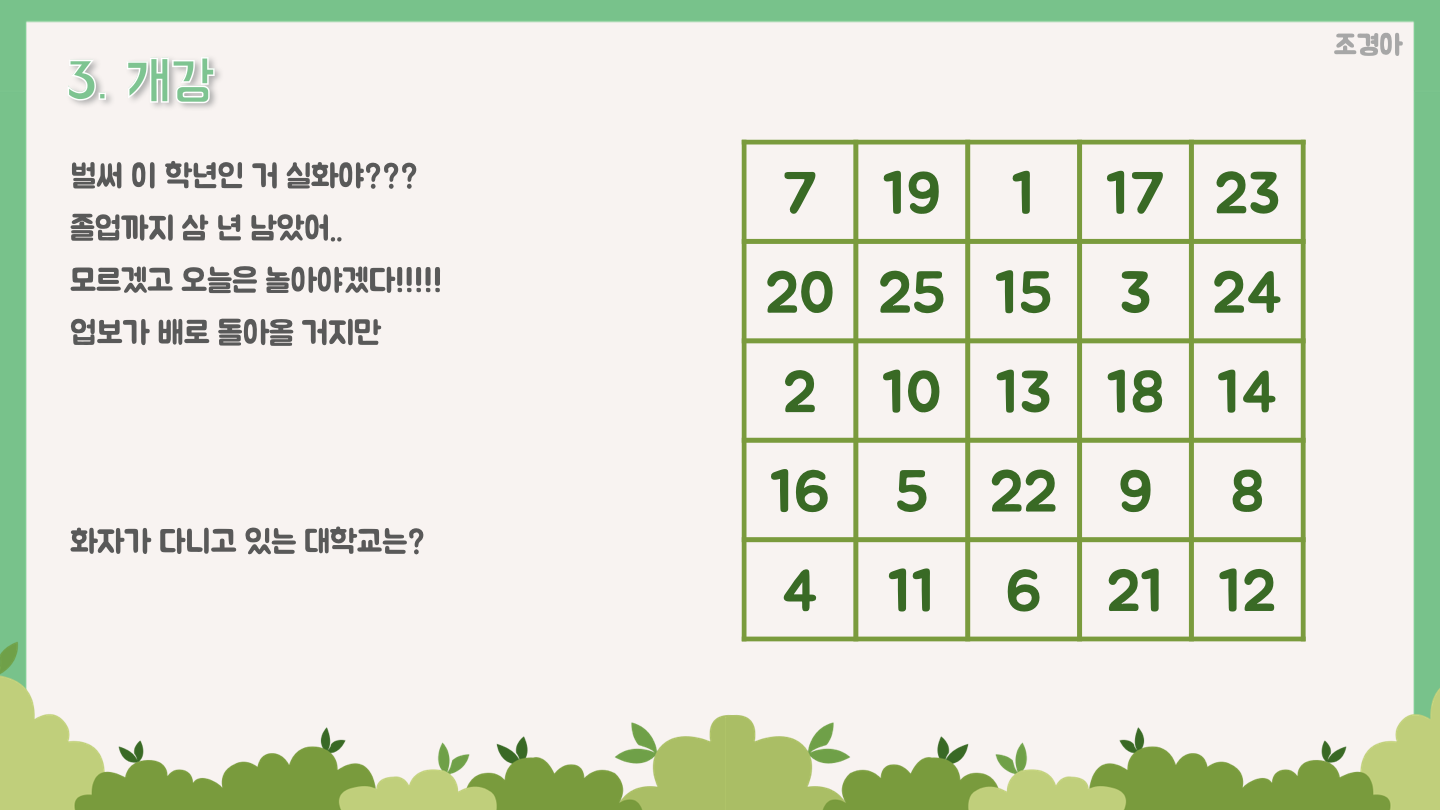 조경아
3. 개강
벌써 이 학년인 거 실화야???
졸업까지 삼 년 남았어..
모르겠고 오늘은 놀아야겠다!!!!!
업보가 배로 돌아올 거지만
화자가 다니고 있는 대학교는?
7 19 1 17 23
20 25 15 3 24
2 10 13 18 14
16 5 22 9 8
4 11 6 21 12